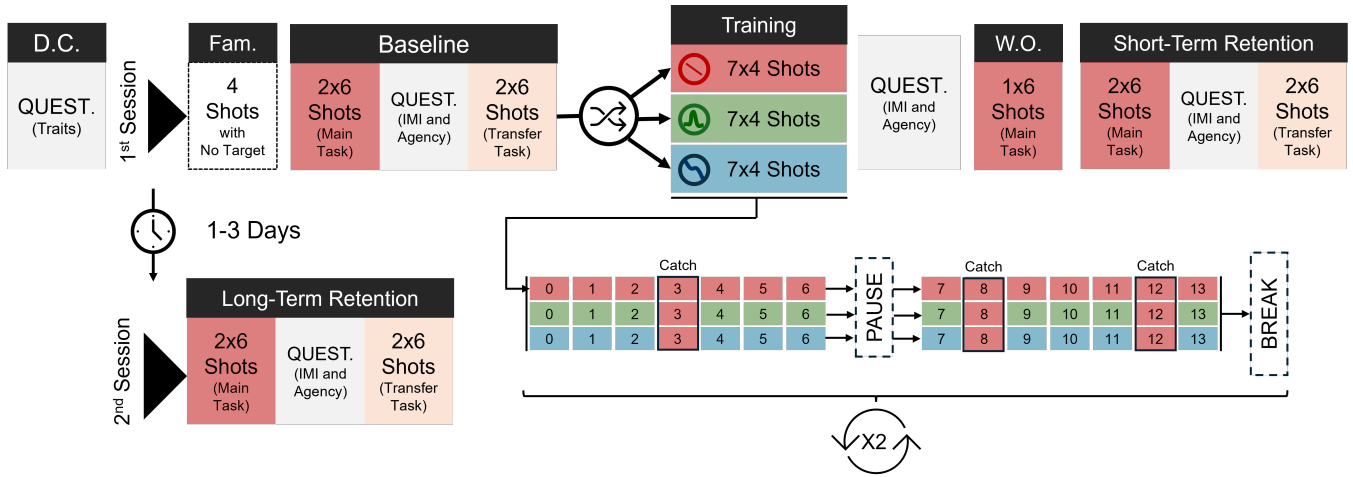 D.C.
QUEST.
(Traits)
1st Session
Fam.
4
Shots
with
No Target
Baseline
2x6
Shots
(Main
Task)
QUEST.
(IMI and
Agency)
2x6
Shots
(Transfer
Task)
Training
7x4 Shots
7x4 Shots
7x4 Shots
QUEST.
(IMI and
Agency)
W.O.
1x6
Shots
(Main
Task)
Short-Term Retention
2x6
Shots
(Main
Task)
QUEST.
(IMI and
Agency)
2x6
Shots
(Transfer
Task)
1-3 Days
2nd Session
Long-Term Retention
2x6
Shots
(Main
Task)
QUEST.
(IMI and
Agency)
2x6
Shots
(Transfer
Task)
Catch
0 1 2 3 4 5 6
0 1 2 3 4 5 6
0 1 2 3 4 5 6
PAUSE
Catch Catch
7 8 9 10 11 12 13
7 8 9 10 11 12 13
7 8 9 10 11 12 13
BREAK
X2